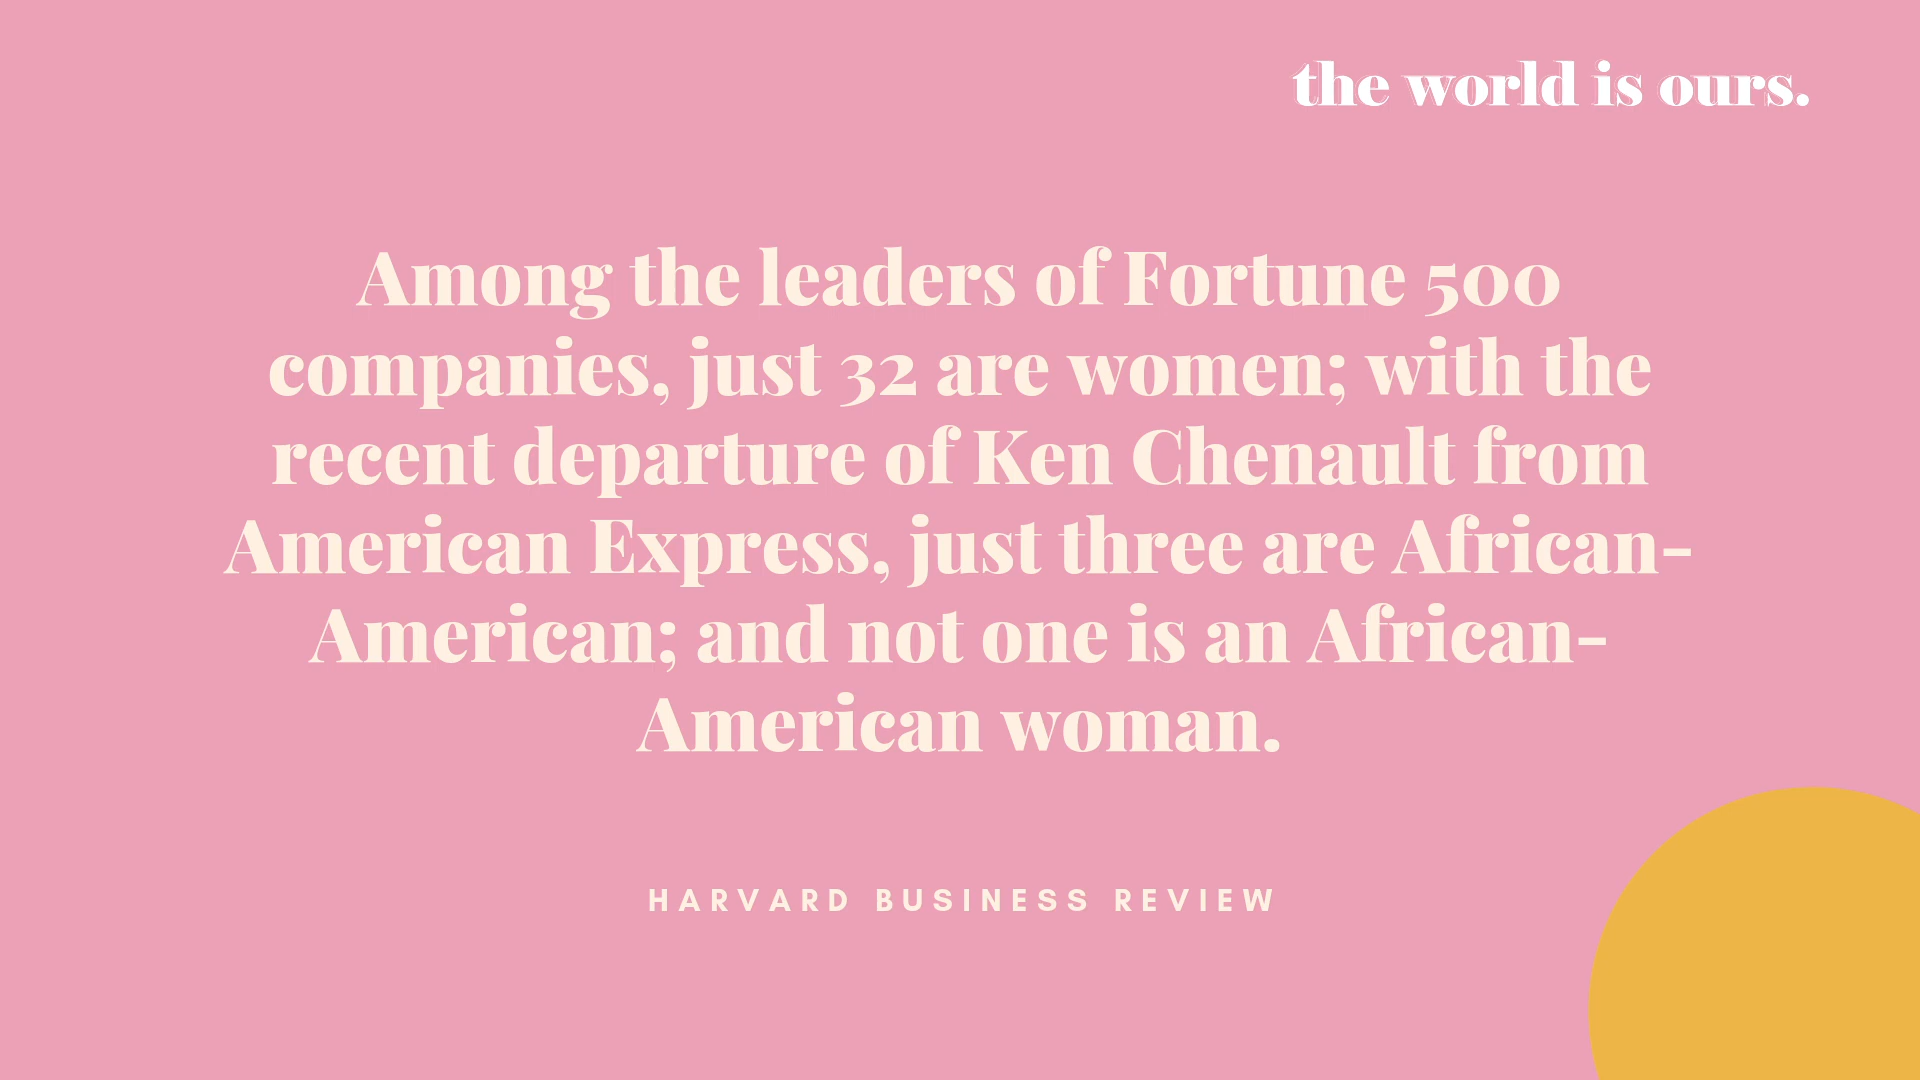 the world is ours.
Among the leaders of Fortune 500
companies, just 32 are women; with the
recent departure of Ken Chenault from
American Express, just three are African-
American; and not one is an African-
American woman.
HARVARD BUSINESS REVIEW